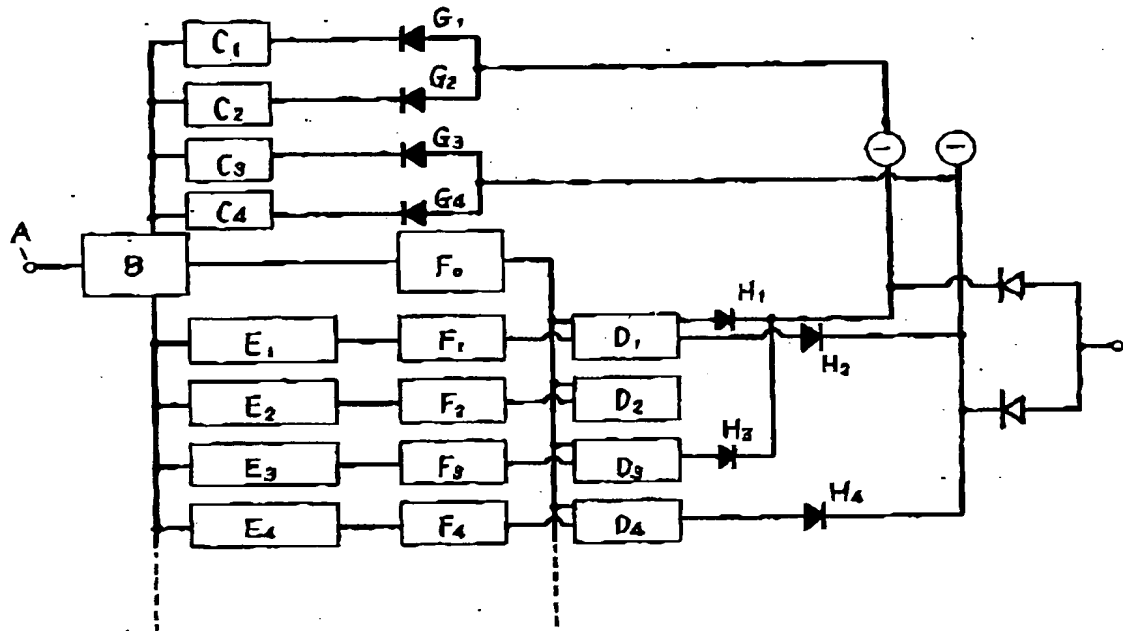 C1 G1
C2 G2
C3 G3
C4 G4
A B F0
E1 F1 D1 H1
H2
E2 F2 D2
E3 F3 D3 H3
E4 F4 D4 H4